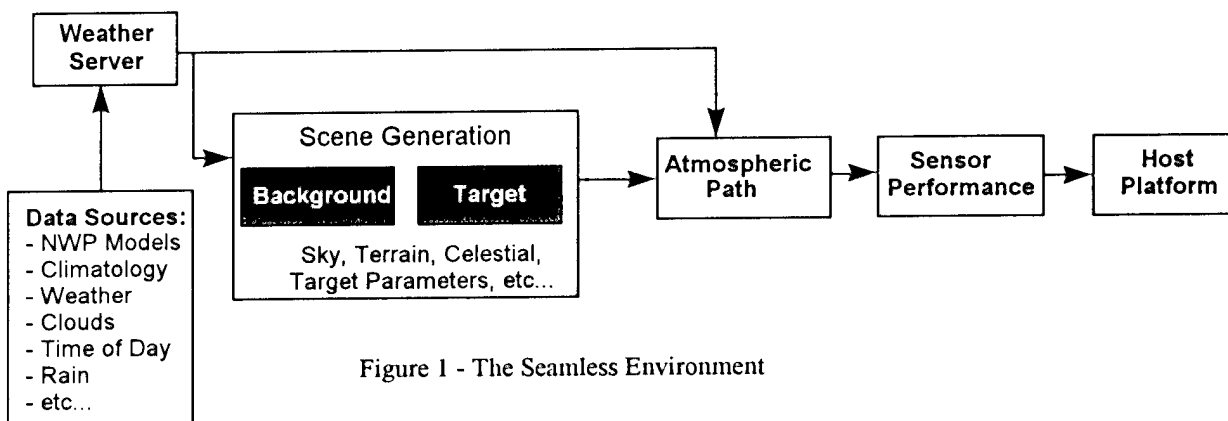 Weather
Server
Scene Generation
Background
Target
Sky, Terrain, Celestial,
Target Parameters, etc...
Atmospheric
Path
Sensor
Performance
Host
Platform
Data Sources:
- NWP Models
- Climatology
- Weather
- Clouds
- Time of Day
- Rain
- etc...
Figure 1 - The Seamless Environment